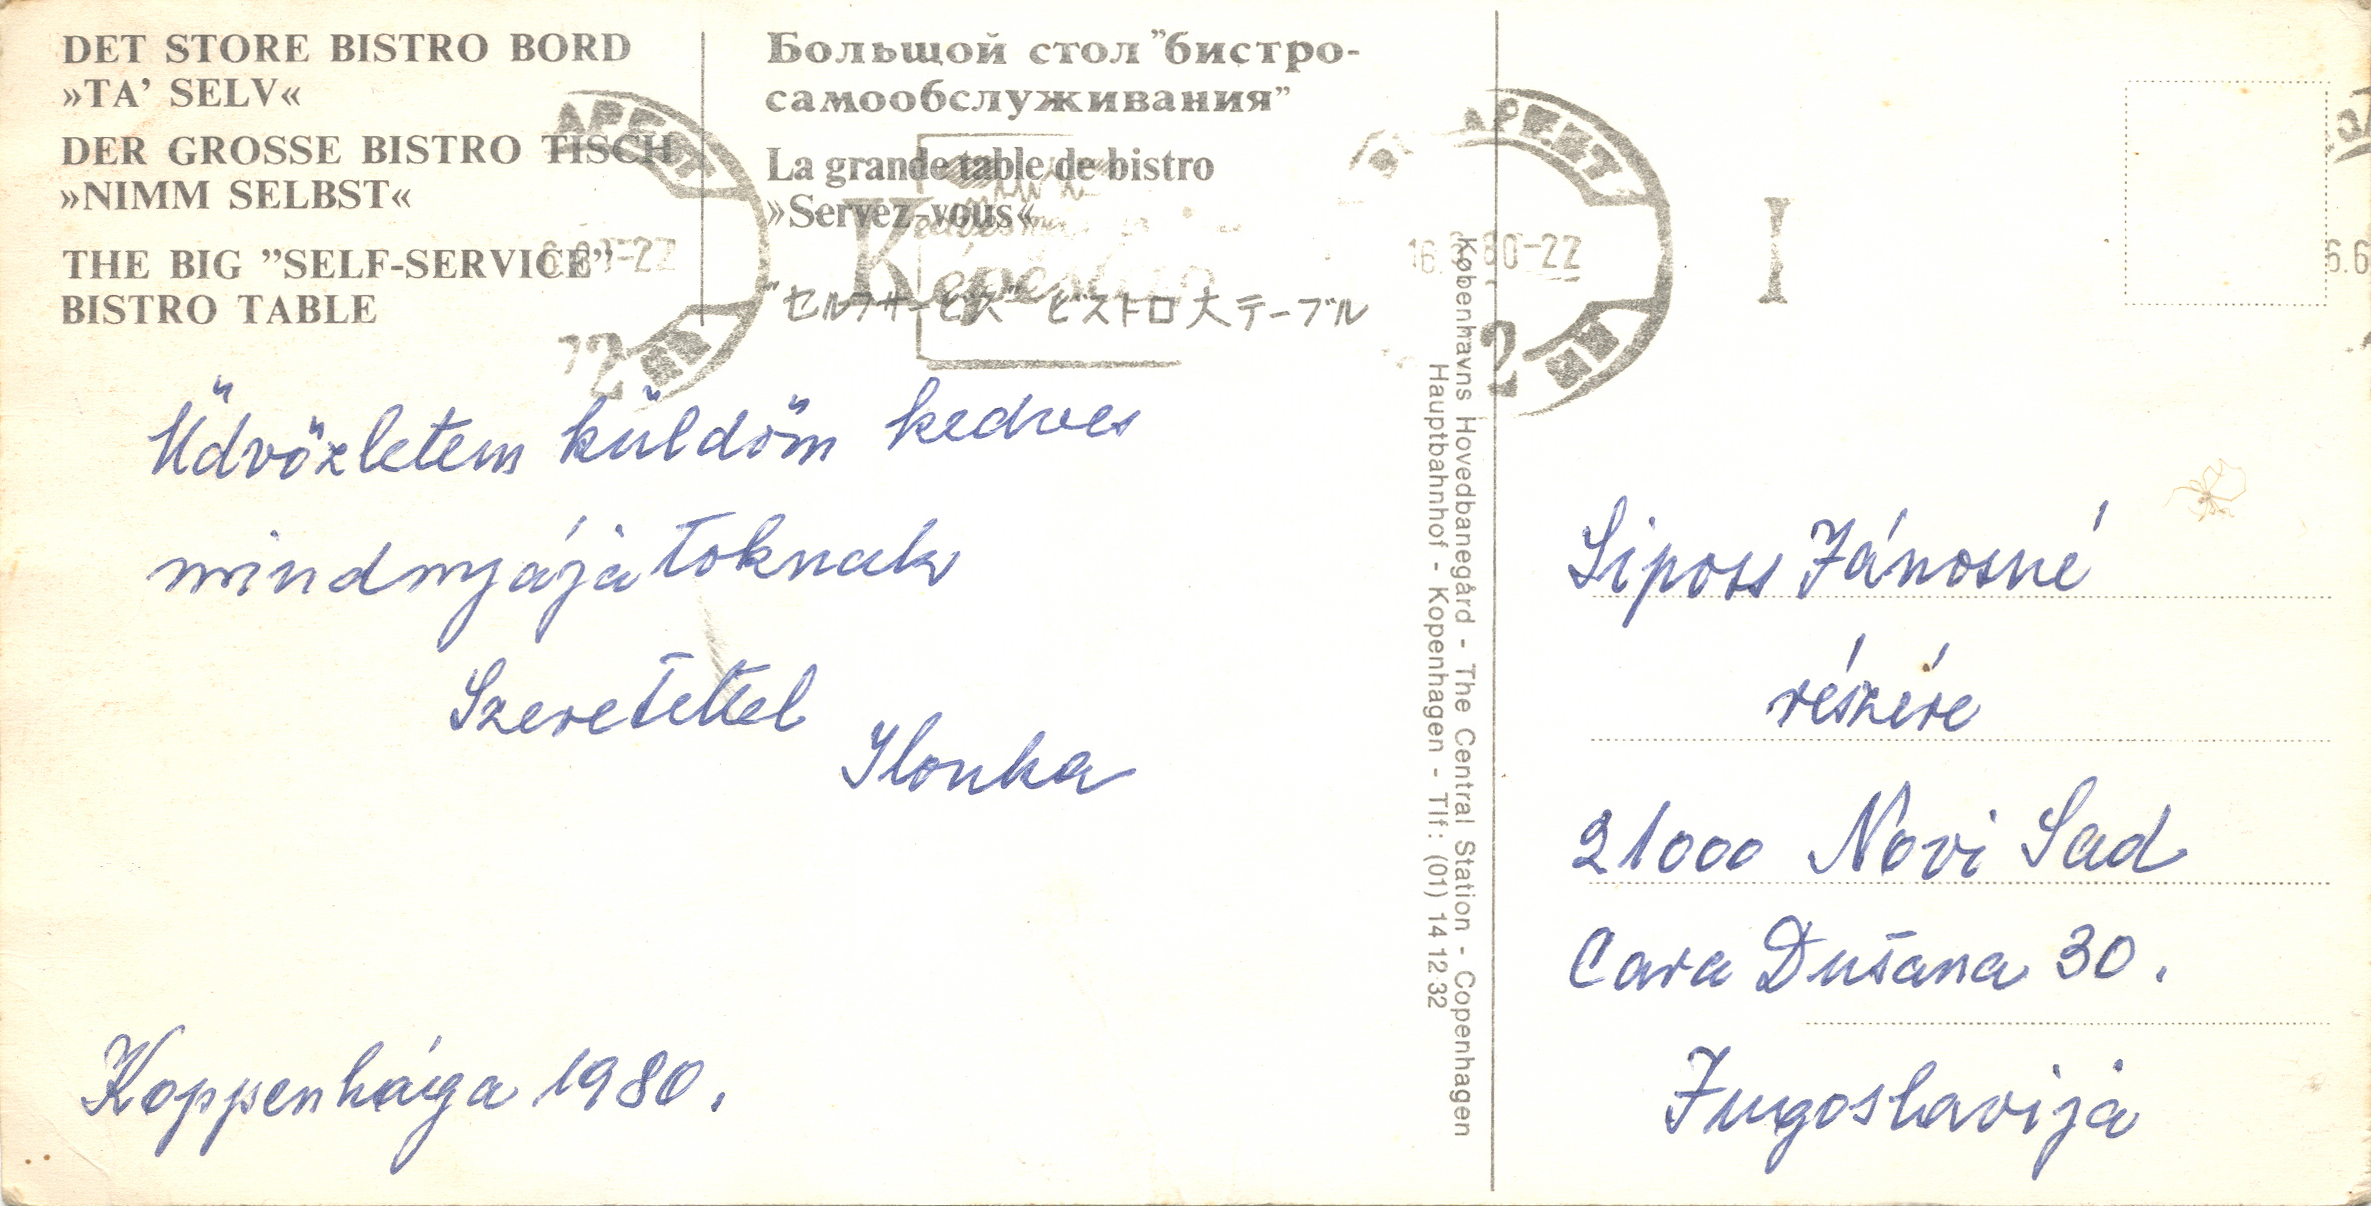 DET STORE BISTRO BORD
»TA’ SELV«
DER GROSSE BISTRO TISCH
»NIMM SELBST«
THE BIG ”SELF-SERVICE”
BISTRO TABLE
Большой стол ”бистро-
самообслуживания”
La grande table de bistro
»Servez-vous«
”セルフサービス” ビストロ大テーブル
Üdvözletem küldöm kedves
mindnyájatoknak
Szeretettel
Ilonka
Koppenhága 1980.
Københavns Hovedbanegård - The Central Station - Copenhagen
Hauptbahnhof - Kopenhagen - Tlf: (01) 14 12 32
Siposs Jánosné
részére
21000 Novi Sad
Cara Dušana 30.
Jugoslavija